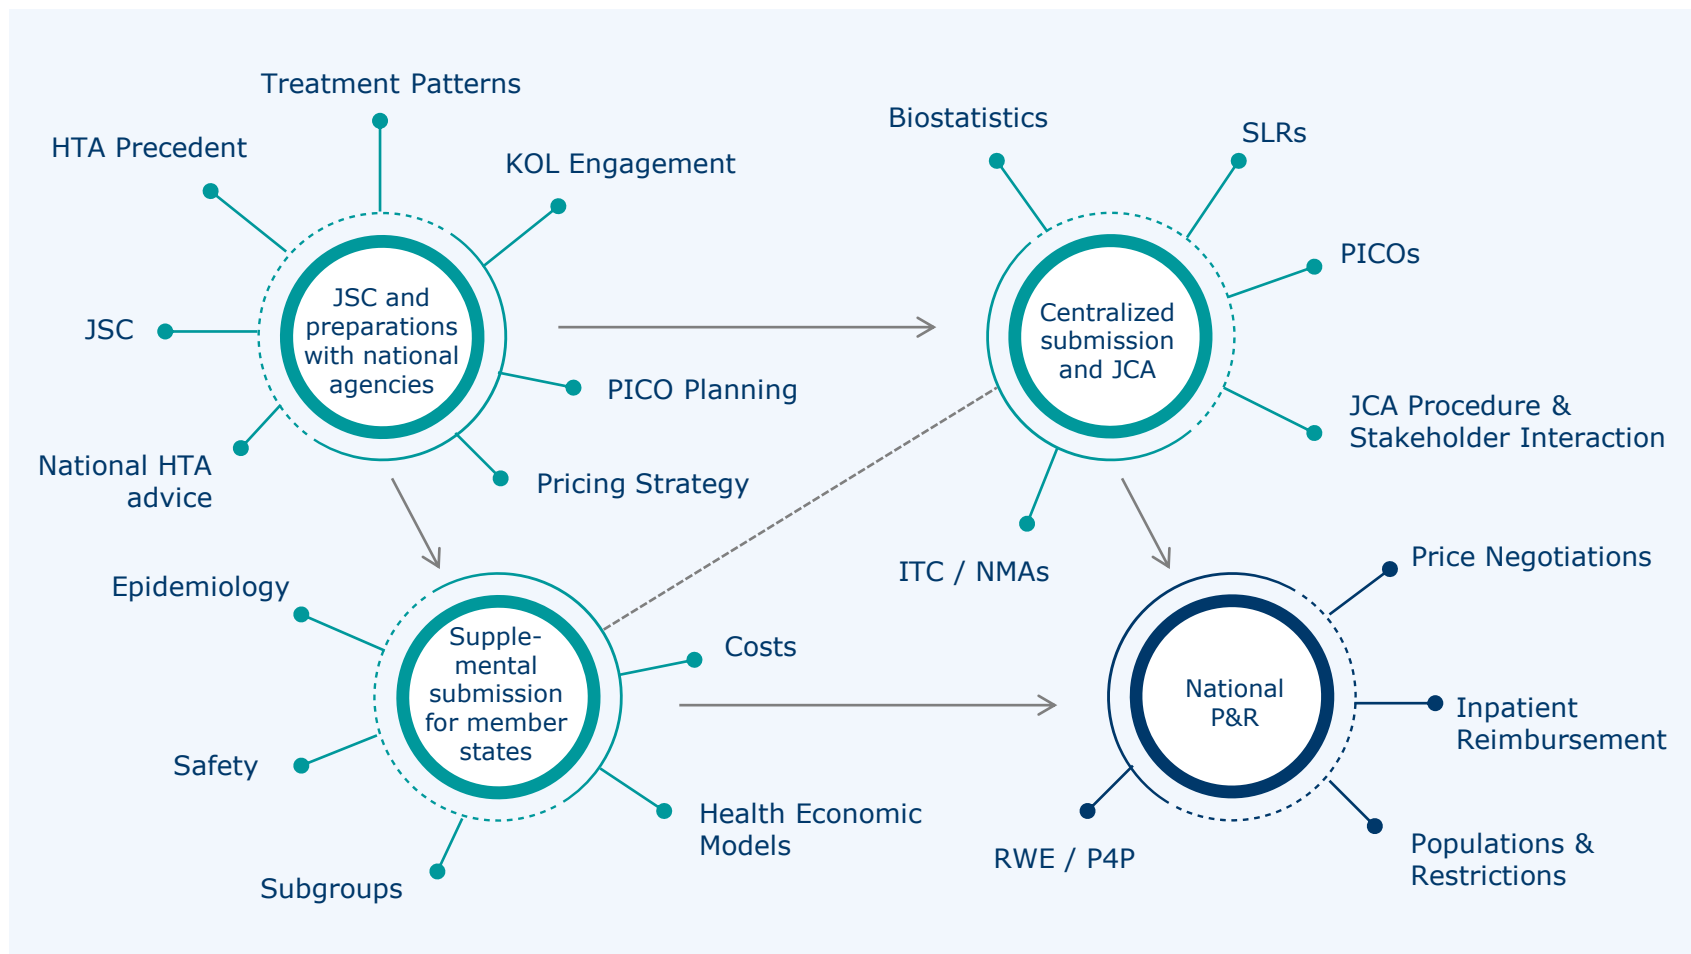 Treatment Patterns
HTA Precedent
KOL Engagement
JSC and
preparations
with national
agencies
JSC
PICO Planning
National HTA
advice
Pricing Strategy
Biostatistics
SLRs
PICOs
Centralized
submission
and JCA
JCA Procedure &
Stakeholder Interaction
ITC / NMAs
Epidemiology
Supple-
mental
submission
for member
states
Costs
Safety
Health Economic
Models
Subgroups
Price Negotiations
National
P&R
Inpatient
Reimbursement
RWE / P4P
Populations &
Restrictions